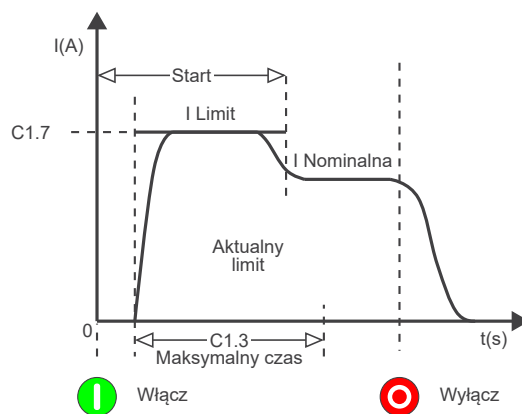 I(A)
Start
I Limit
C1.7
I Nominalna
Aktualny
limit
0
C1.3
t(s)
Maksymalny czas
Włącz
Wyłącz